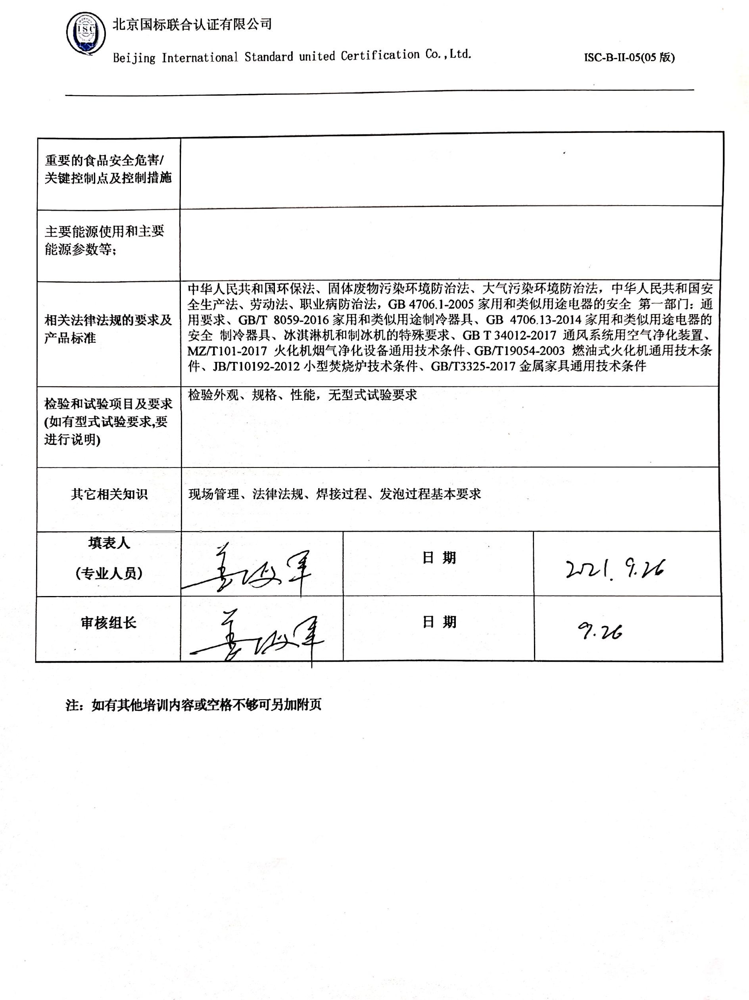 ISC
北京国标联合认证有限公司
Beijing International Standard united Certification Co.,Ltd.
ISC-B-II-05(05 版)
重要的食品安全危害/
关键控制点及控制措施
主要能源使用和主要
能源参数等;
相关法律法规的要求及
产品标准
中华人民共和国环保法、固体废物污染环境防治法、大气污染环境防治法，中华人民共和国安
全生产法、劳动法、职业病防治法，GB 4706.1-2005 家用和类似用途电器的安全 第一部门：通
用要求、GB/T 8059-2016 家用和类似用途制冷器具、GB 4706.13-2014 家用和类似用途电器的
安全 制冷器具、冰淇淋机和制冰机的特殊要求、GB T 34012-2017 通风系统用空气净化装置、
MZ/T101-2017 火化机烟气净化设备通用技术条件、GB/T19054-2003 燃油式火化机通用技术条
件、JB/T10192-2012 小型焚烧炉技术条件、GB/T3325-2017 金属家具通用技术条件
检验和试验项目及要求
(如有型式试验要求,要
进行说明)
检验外观、规格、性能，无型式试验要求
其它相关知识
现场管理、法律法规、焊接过程、发泡过程基本要求
填表人
(专业人员)
日 期
2021.9.26
审核组长
日 期
9.26
注：如有其他培训内容或空格不够可另加附页